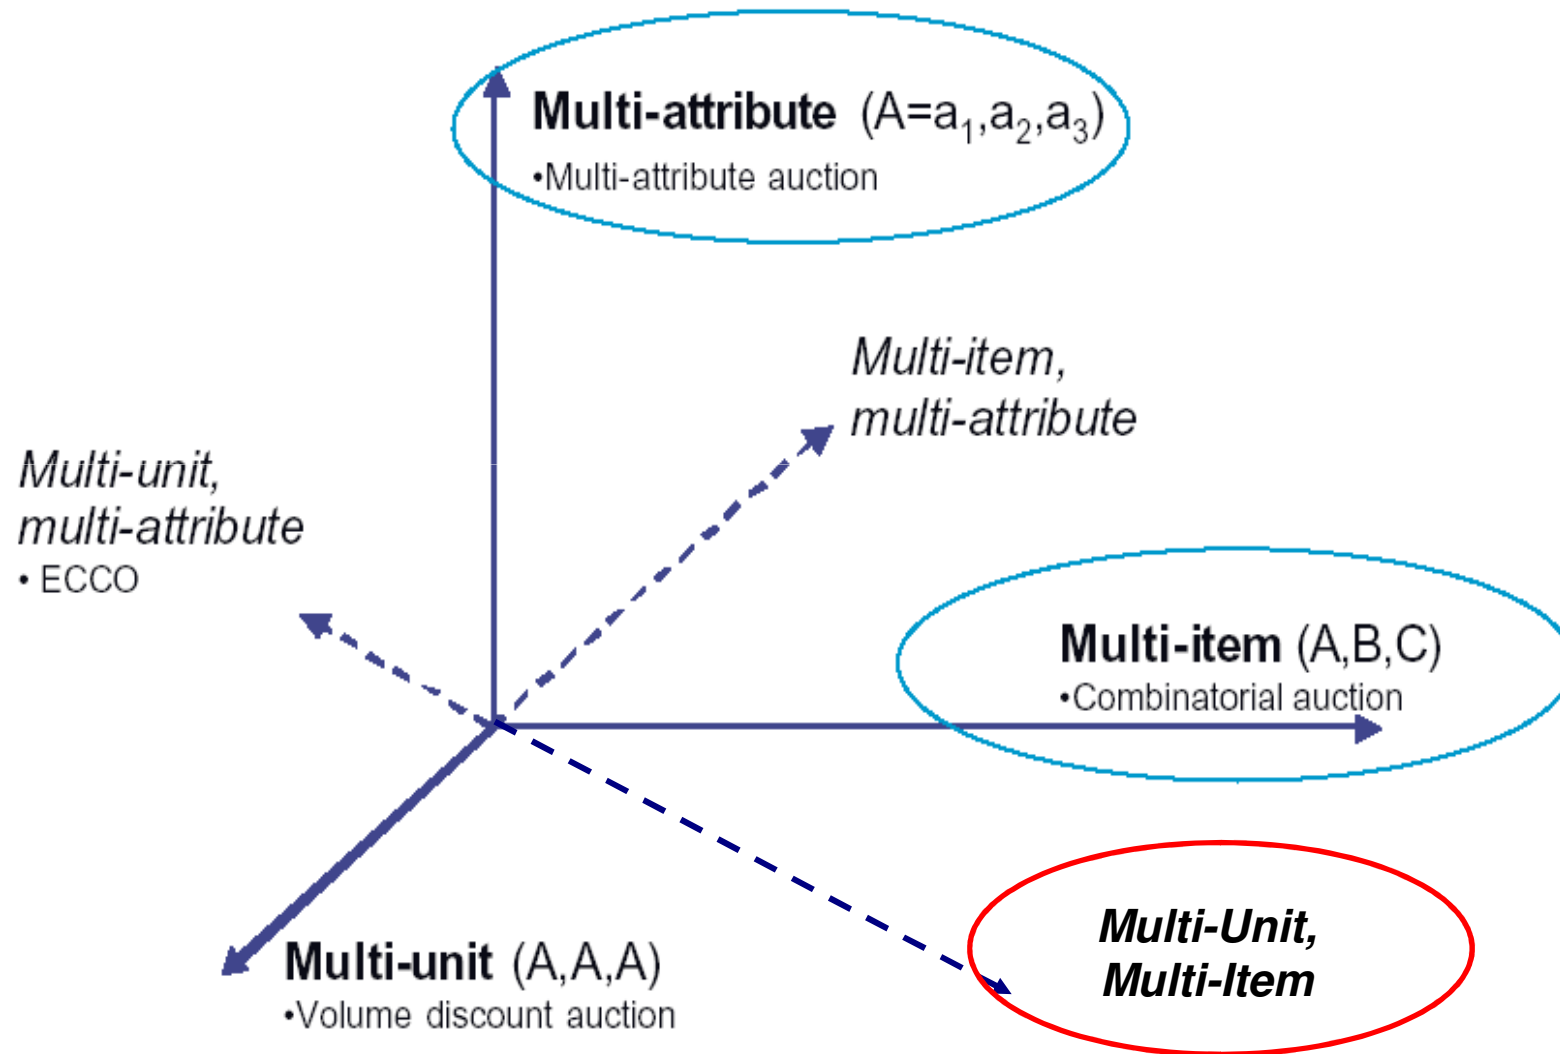 Multi-attribute (A=a₁,a₂,a₃)
•Multi-attribute auction
Multi-item,
multi-attribute
Multi-unit,
multi-attribute
• ECCO
Multi-item (A,B,C)
•Combinatorial auction
Multi-Unit,
Multi-Item
Multi-unit (A,A,A)
•Volume discount auction